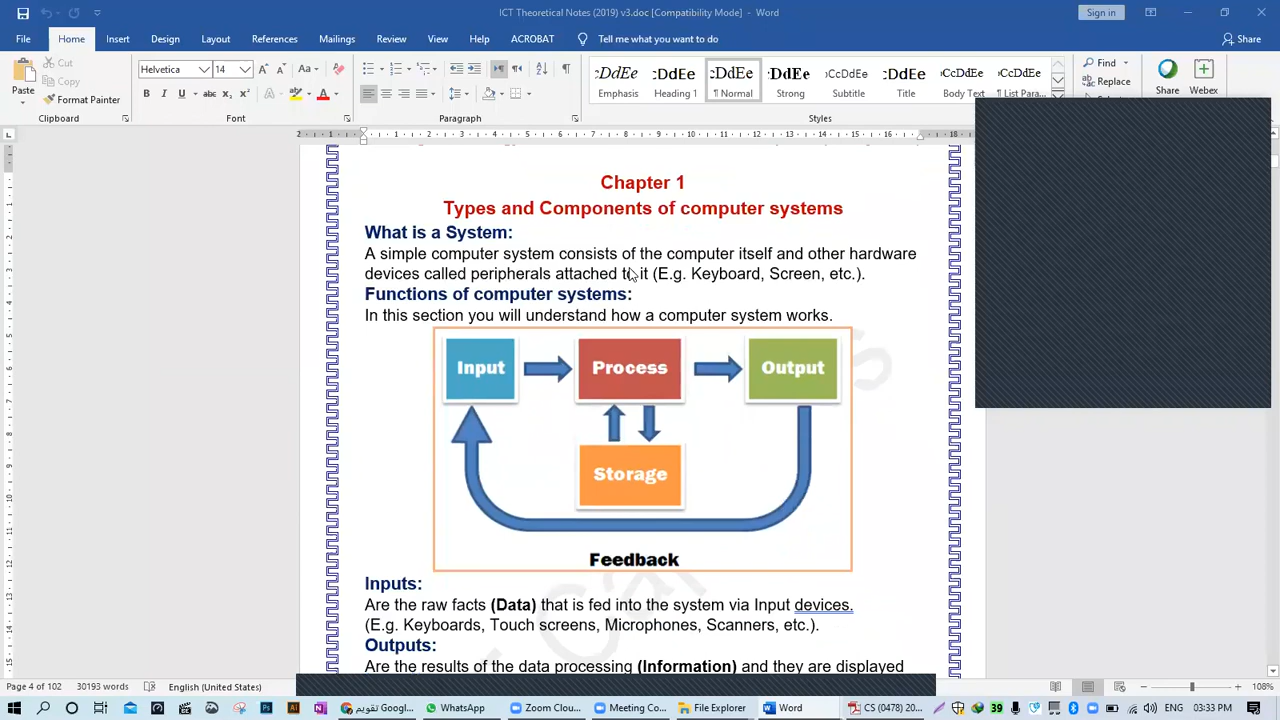 ICT Theoretical Notes (2019) v3.doc (Compatibility Mode) - Word
Sign in
File Home Insert Design Layout References Mailings Review View Help ACROBAT Tell me what you want to do Share
Paste
Cut
Copy
Format Painter
Clipboard
Helvetica 14
Font
Paragraph
Emphasis Heading 1 ¶ Normal Strong Subtitle Title Body Text ¶ List Para...
Styles
Find
Replace
Share Webex
Chapter 1
Types and Components of computer systems
What is a System:
A simple computer system consists of the computer itself and other hardware
devices called peripherals attached to it (E.g. Keyboard, Screen, etc.).
Functions of computer systems:
In this section you will understand how a computer system works.
Input Process Output
Storage
Feedback
Inputs:
Are the raw facts (Data) that is fed into the system via Input devices.
(E.g. Keyboards, Touch screens, Microphones, Scanners, etc.).
Outputs:
Are the results of the data processing (Information) and they are displayed
Page 4 of 102 30193 words English (United States) 108%
تقويم Google WhatsApp Zoom Clou... Meeting Co... File Explorer Word CS (0478) 20... 39 ENG 03:33 PM